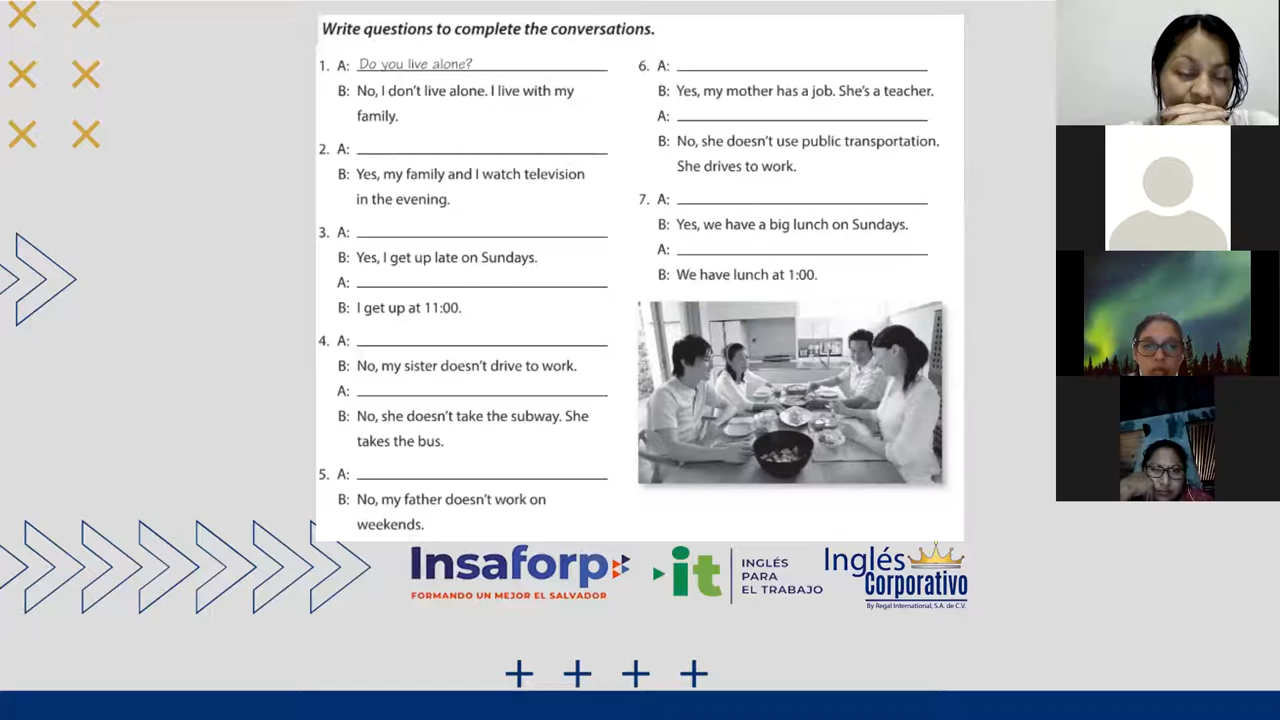 Write questions to complete the conversations.
1. A: Do you live alone?
B: No, I don't live alone. I live with my
family.
2. A:
B: Yes, my family and I watch television
in the evening.
3. A:
B: Yes, I get up late on Sundays.
A:
B: I get up at 11:00.
4. A:
B: No, my sister doesn't drive to work.
A:
B: No, she doesn't take the subway. She
takes the bus.
5. A:
B: No, my father doesn't work on
weekends.
6. A:
B: Yes, my mother has a job. She's a teacher.
A:
B: No, she doesn't use public transportation.
She drives to work.
7. A:
B: Yes, we have a big lunch on Sundays.
A:
B: We have lunch at 1:00.
Insaforp
FORMANDO UN MEJOR EL SALVADOR
it
INGLÉS
PARA
EL TRABAJO
Inglés
Corporativo
By Regal International, S.A. de C.V.